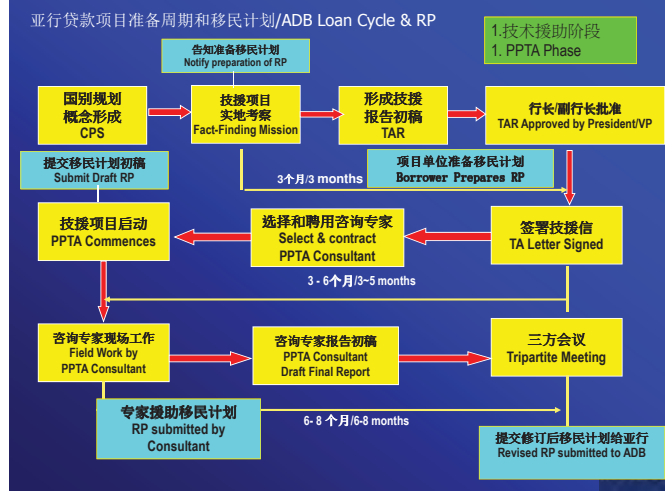 亚行贷款项目准备周期和移民计划/ADB Loan Cycle & RP
1.技术援助阶段
1. PPTA Phase
告知准备移民计划
Notify preparation of RP
国别规划
概念形成
CPS
技援项目
实地考察
Fact-Finding Mission
形成技援
报告初稿
TAR
行长/副行长批准
TAR Approved by President/VP
提交移民计划初稿
Submit Draft RP
3个月/3 months
项目单位准备移民计划
Borrower Prepares RP
技援项目启动
PPTA Commences
选择和聘用咨询专家
Select & contract
PPTA Consultant
签署技援信
TA Letter Signed
3 - 6个月/3~5 months
咨询专家现场工作
Field Work by
PPTA Consultant
咨询专家报告初稿
PPTA Consultant
Draft Final Report
三方会议
Tripartite Meeting
专家援助移民计划
RP submitted by
Consultant
6- 8 个月/6-8 months
提交修订后移民计划给亚行
Revised RP submitted to ADB